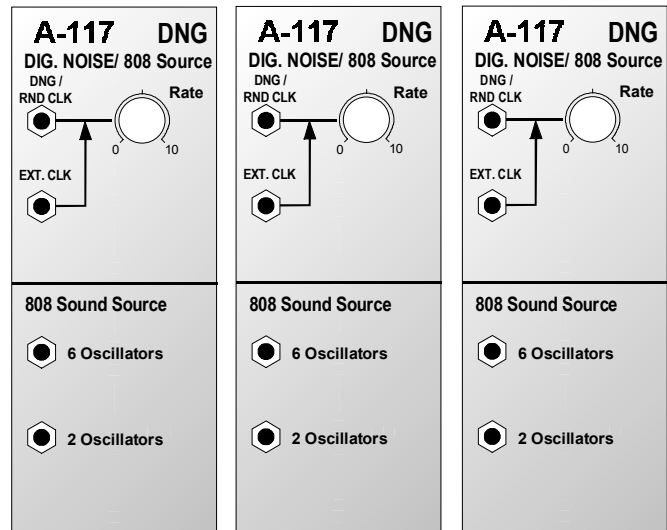 A-117 DNG
DIG. NOISE/ 808 Source
DNG /
RND CLK
Rate
0 10
EXT. CLK
808 Sound Source
6 Oscillators
2 Oscillators
A-117 DNG
DIG. NOISE/ 808 Source
DNG /
RND CLK
Rate
0 10
EXT. CLK
808 Sound Source
6 Oscillators
2 Oscillators
A-117 DNG
DIG. NOISE/ 808 Source
DNG /
RND CLK
Rate
0 10
EXT. CLK
808 Sound Source
6 Oscillators
2 Oscillators